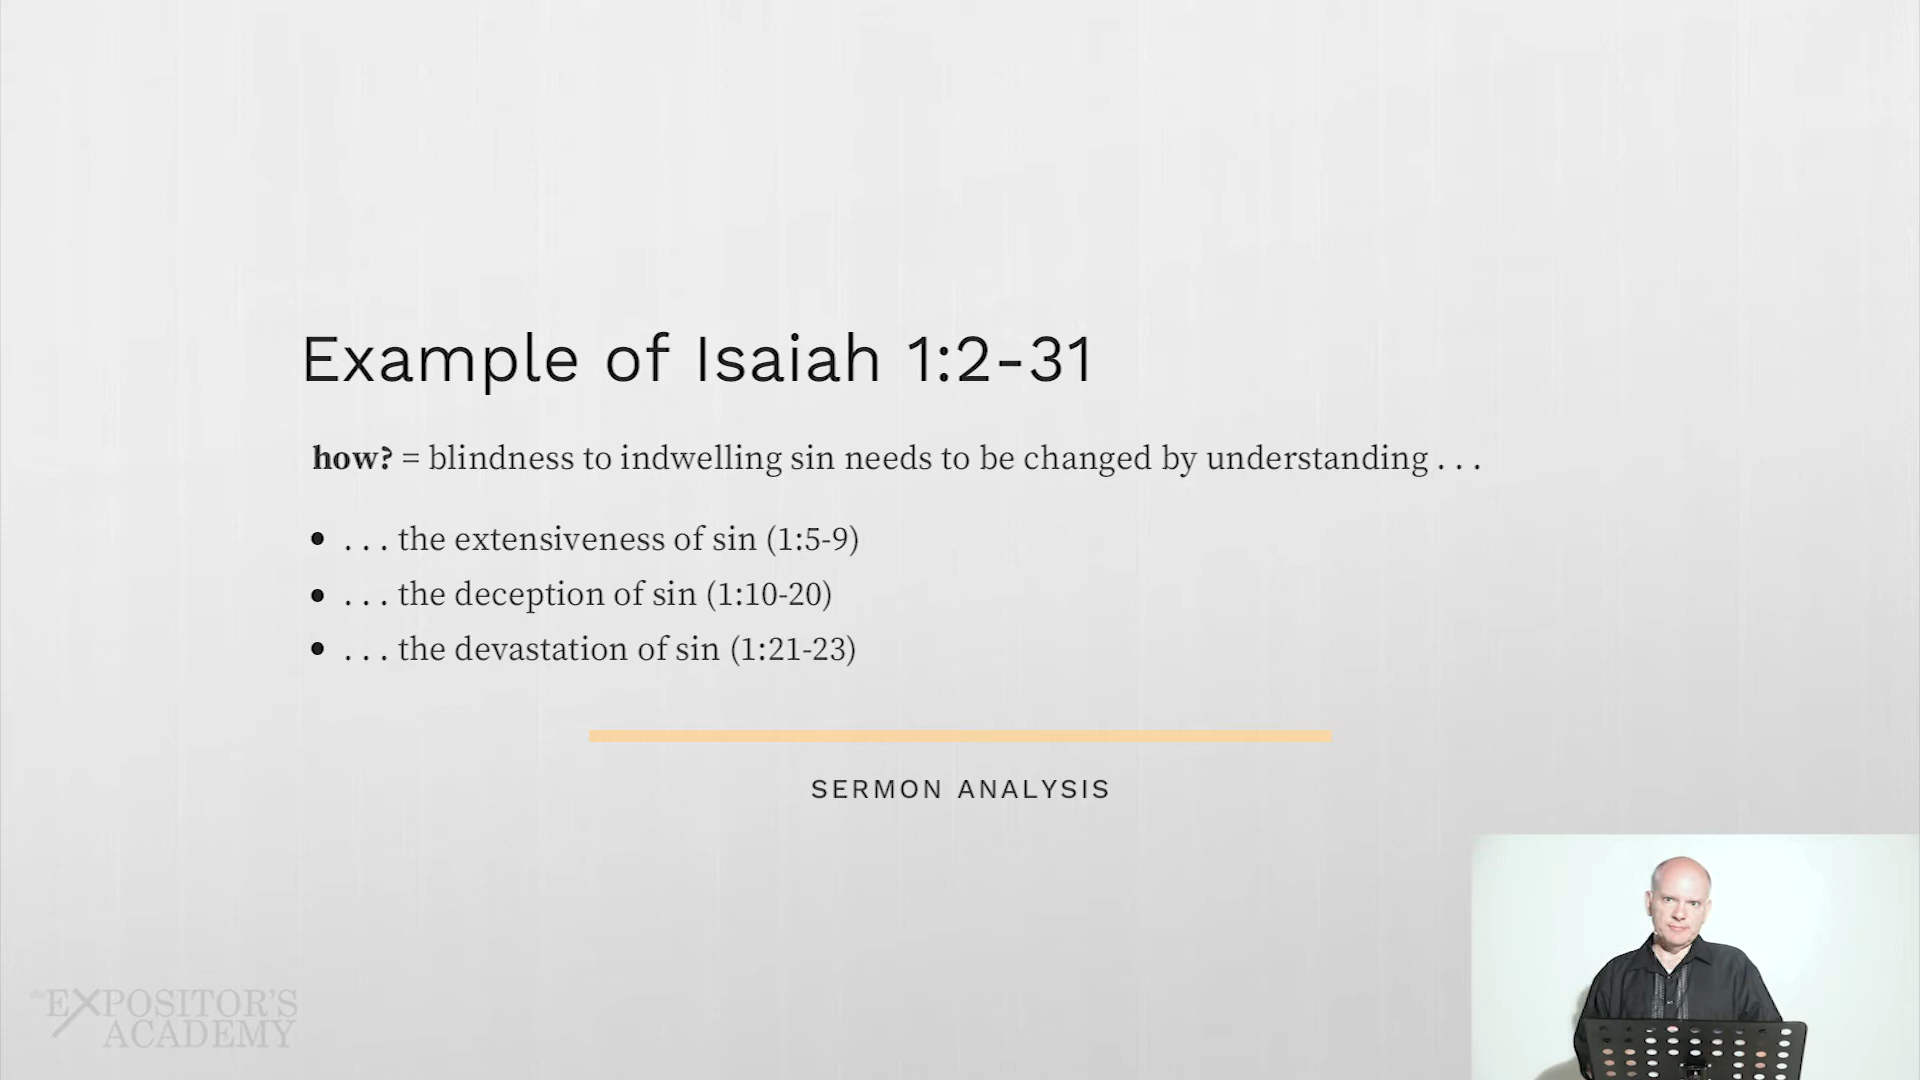 Example of Isaiah 1:2-31
how? = blindness to indwelling sin needs to be changed by understanding . . .
• . . . the extensiveness of sin (1:5-9)
• . . . the deception of sin (1:10-20)
• . . . the devastation of sin (1:21-23)
SERMON ANALYSIS
the EXPOSITOR'S
ACADEMY